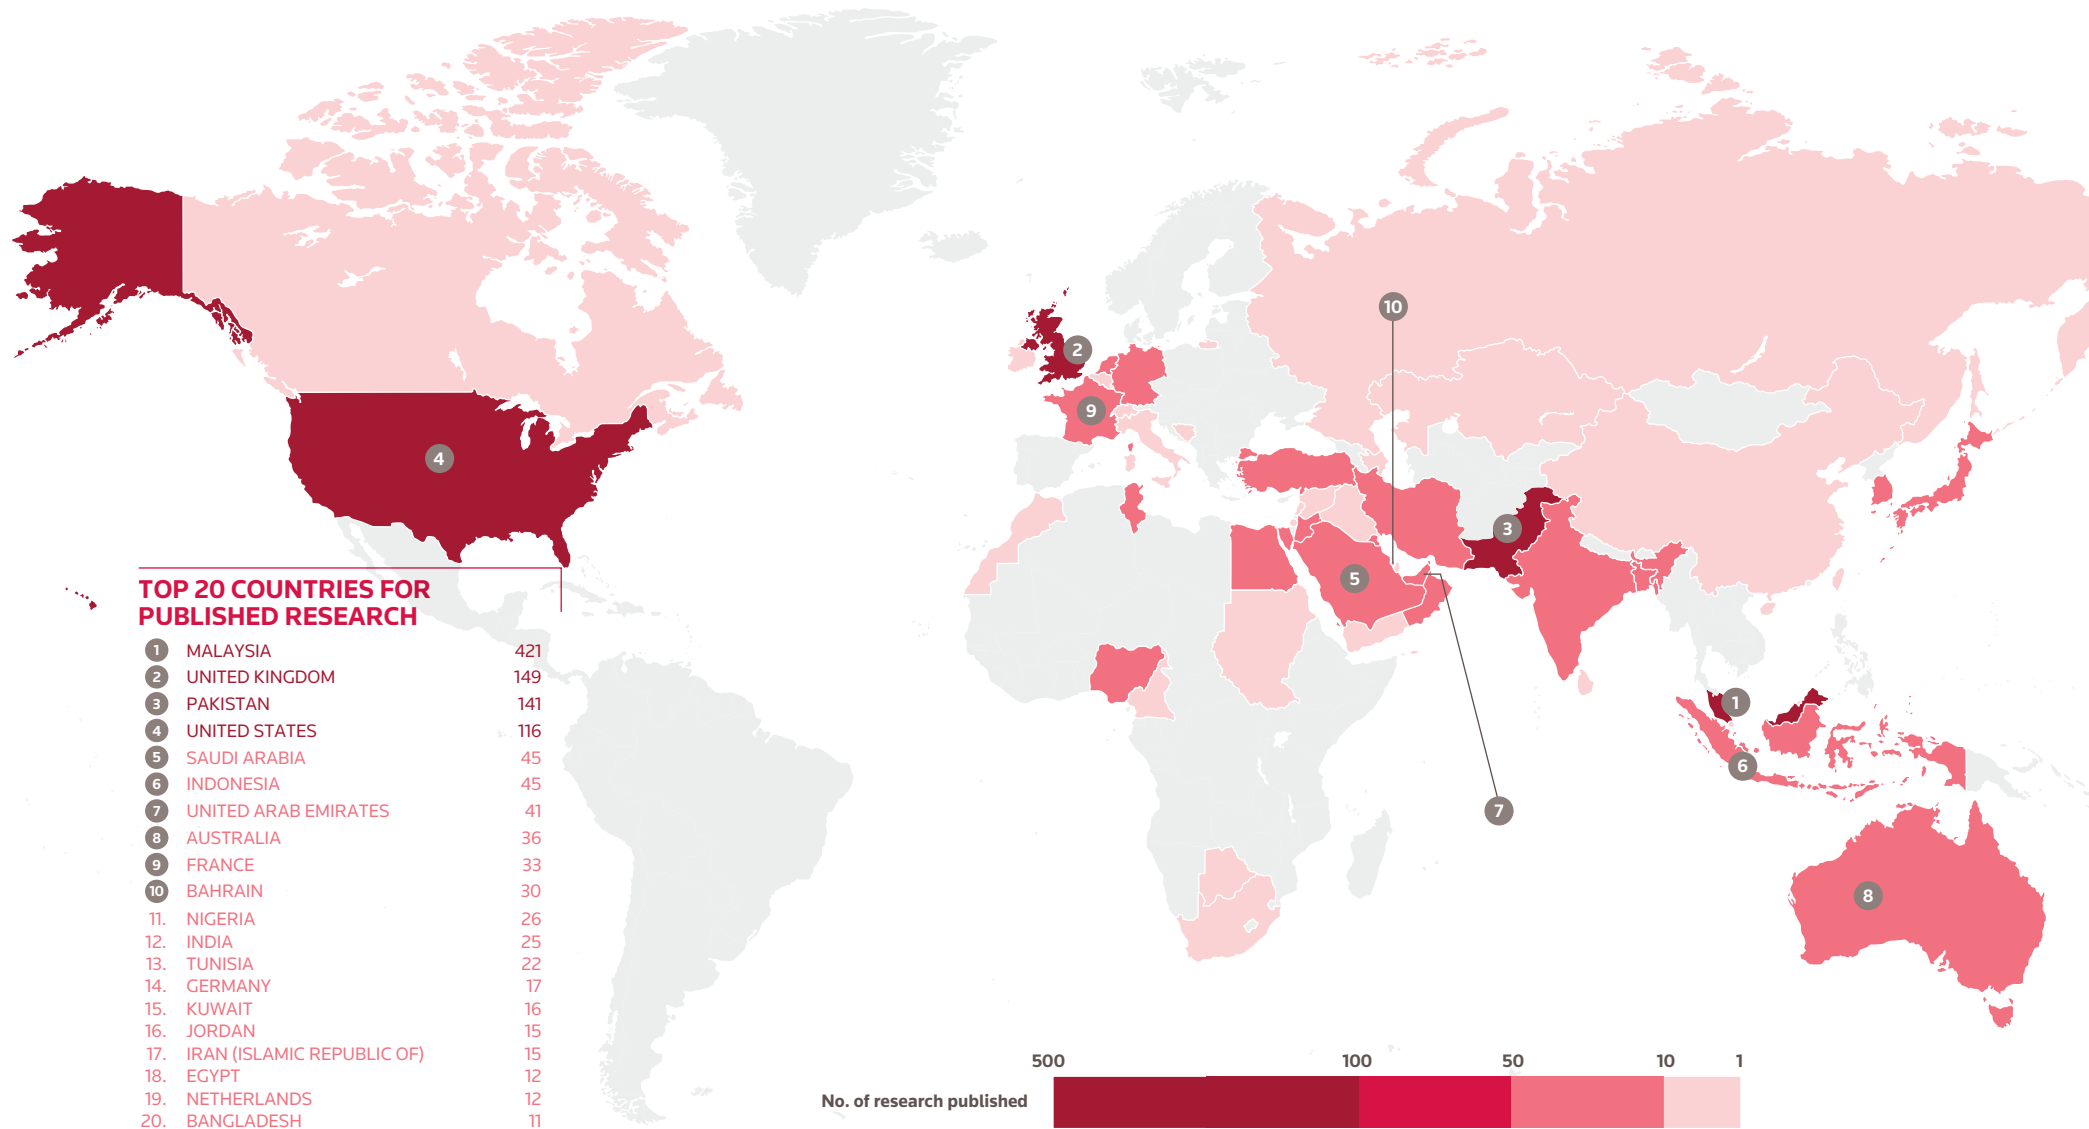 10
2
9
4
3
5
TOP 20 COUNTRIES FOR
PUBLISHED RESEARCH
1 MALAYSIA 421
2 UNITED KINGDOM 149
3 PAKISTAN 141
4 UNITED STATES 116
5 SAUDI ARABIA 45
6 INDONESIA 45
7 UNITED ARAB EMIRATES 41
8 AUSTRALIA 36
9 FRANCE 33
10 BAHRAIN 30
11. NIGERIA 26
12. INDIA 25
13. TUNISIA 22
14. GERMANY 17
15. KUWAIT 16
16. JORDAN 15
17. IRAN (ISLAMIC REPUBLIC OF) 15
18. EGYPT 12
19. NETHERLANDS 12
20. BANGLADESH 11
1
6
7
8
500 100 50 10 1
No. of research published